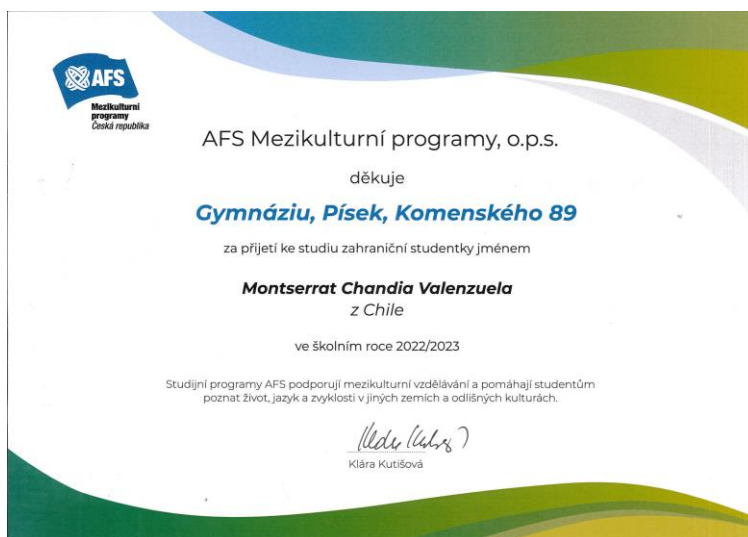 AFS
Mezikulturní
programy
Česká republika
AFS Mezikulturní programy, o.p.s.
děkuje
Gymnáziu, Písek, Komenského 89
za přijetí ke studiu zahraniční studentky jménem
Montserrat Chandia Valenzuela
z Chile
ve školním roce 2022/2023
Studijní programy AFS podporují mezikulturní vzdělávání a pomáhají studentům
poznat život, jazyk a zvyklosti v jiných zemích a odlišných kulturách.
Klára Kutišová